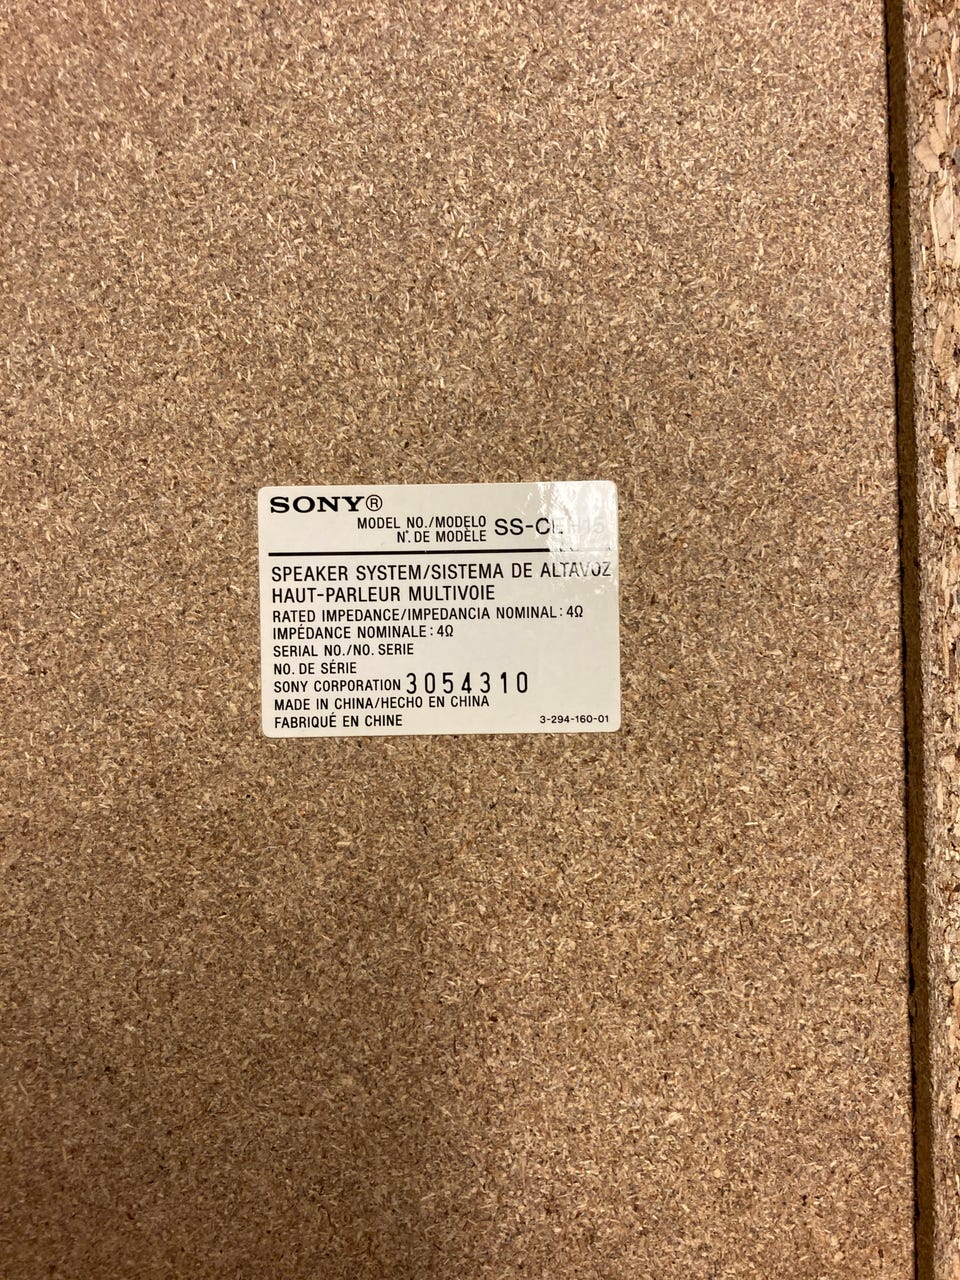 SONY®
MODEL NO./MODELO
N°. DE MODÈLE SS-CEH15
SPEAKER SYSTEM/SISTEMA DE ALTAVOZ
HAUT-PARLEUR MULTIVOIE
RATED IMPEDANCE/IMPEDANCIA NOMINAL: 4Ω
IMPÉDANCE NOMINALE: 4Ω
SERIAL NO./NO. SERIE
NO. DE SÉRIE
SONY CORPORATION 3054310
MADE IN CHINA/HECHO EN CHINA
FABRIQUÉ EN CHINE 3-294-160-01